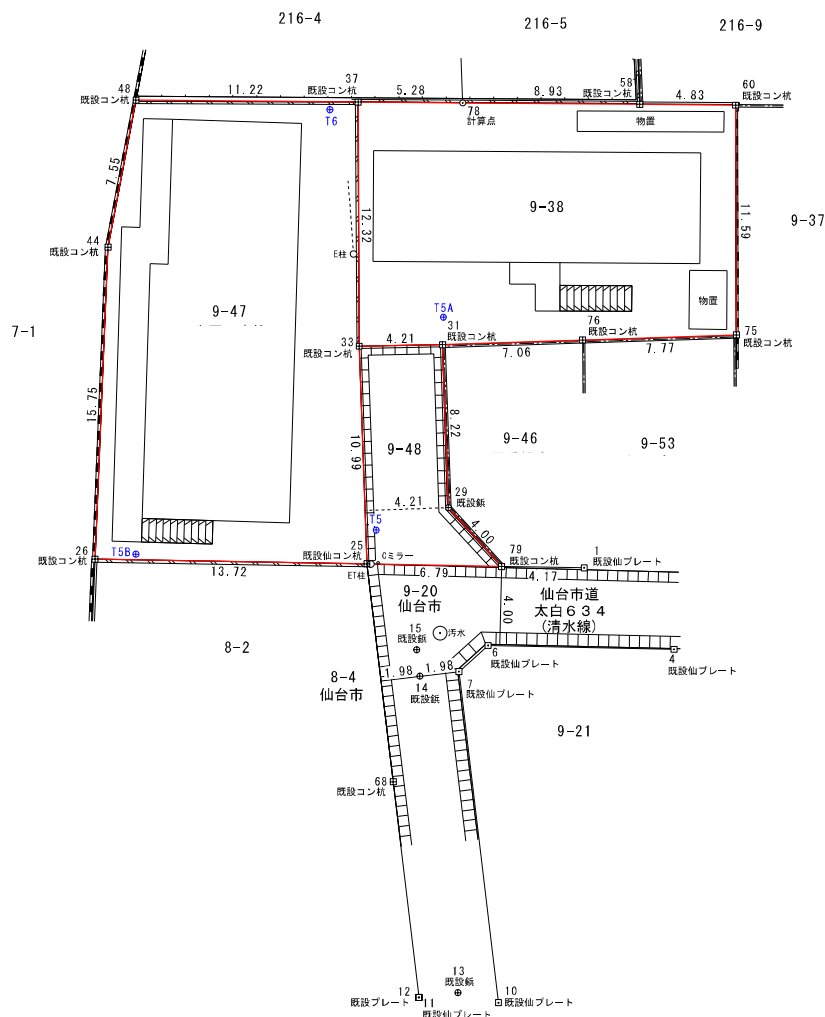 216-4
216-5
216-9
48
既設コン杭
11.22
37
既設コン杭
5.28
78
計算点
8.93
58
既設コン杭
4.83
60
既設コン杭
T6
物置
7.55
9-38
12.32
11.59
9-37
44
既設コン杭
E柱
9-47
物置
T5A
31
既設コン杭
76
既設コン杭
75
既設コン杭
7-1
33
既設コン杭
4.21
7.06
7.77
15.75
8.22
9-48
9-46
9-53
10.99
4.21
29
既設鋲
T5
4.00
T5B
26
既設コン杭
25
既設仙コン杭
Cミラー
79
既設コン杭
1
既設仙プレート
13.72
ET柱
6.79
4.17
9-20
仙台市
仙台市道
太白634
(清水線)
4.00
15
既設鋲
汚水
8-2
6
既設仙プレート
4
既設仙プレート
8-4
仙台市
1.98
1.98
14
既設鋲
7
既設仙プレート
9-21
68
既設コン杭
13
既設鋲
12
既設プレート
11
既設仙プレート
10
既設仙プレート